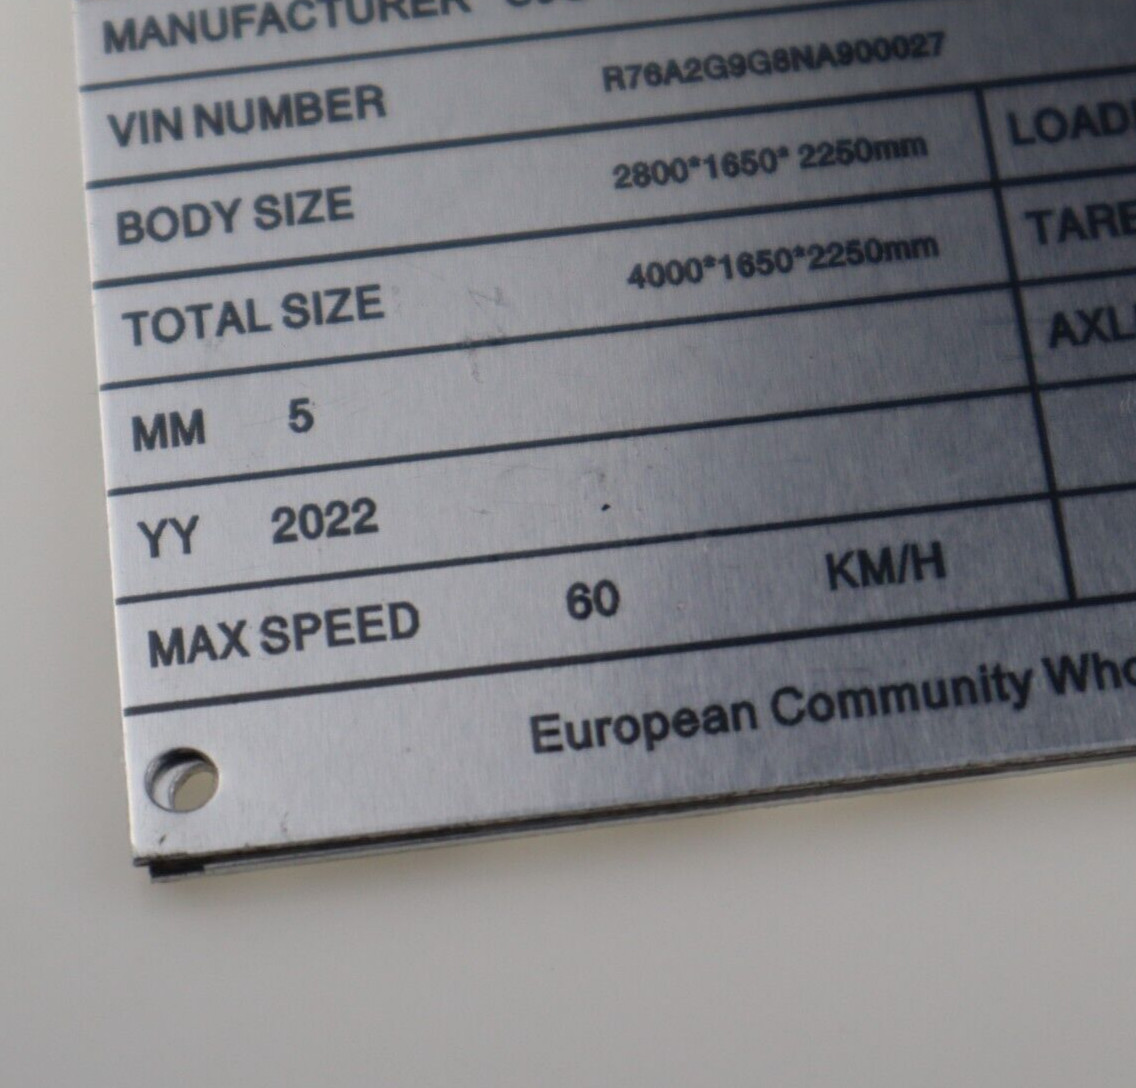 MANUFACTURER
VIN NUMBER R76A2G9G8NA900027
BODY SIZE 2800*1650* 2250mm LOAD
TOTAL SIZE 4000*1650*2250mm TARE
MM 5 AXL
YY 2022
MAX SPEED 60 KM/H
European Community Who